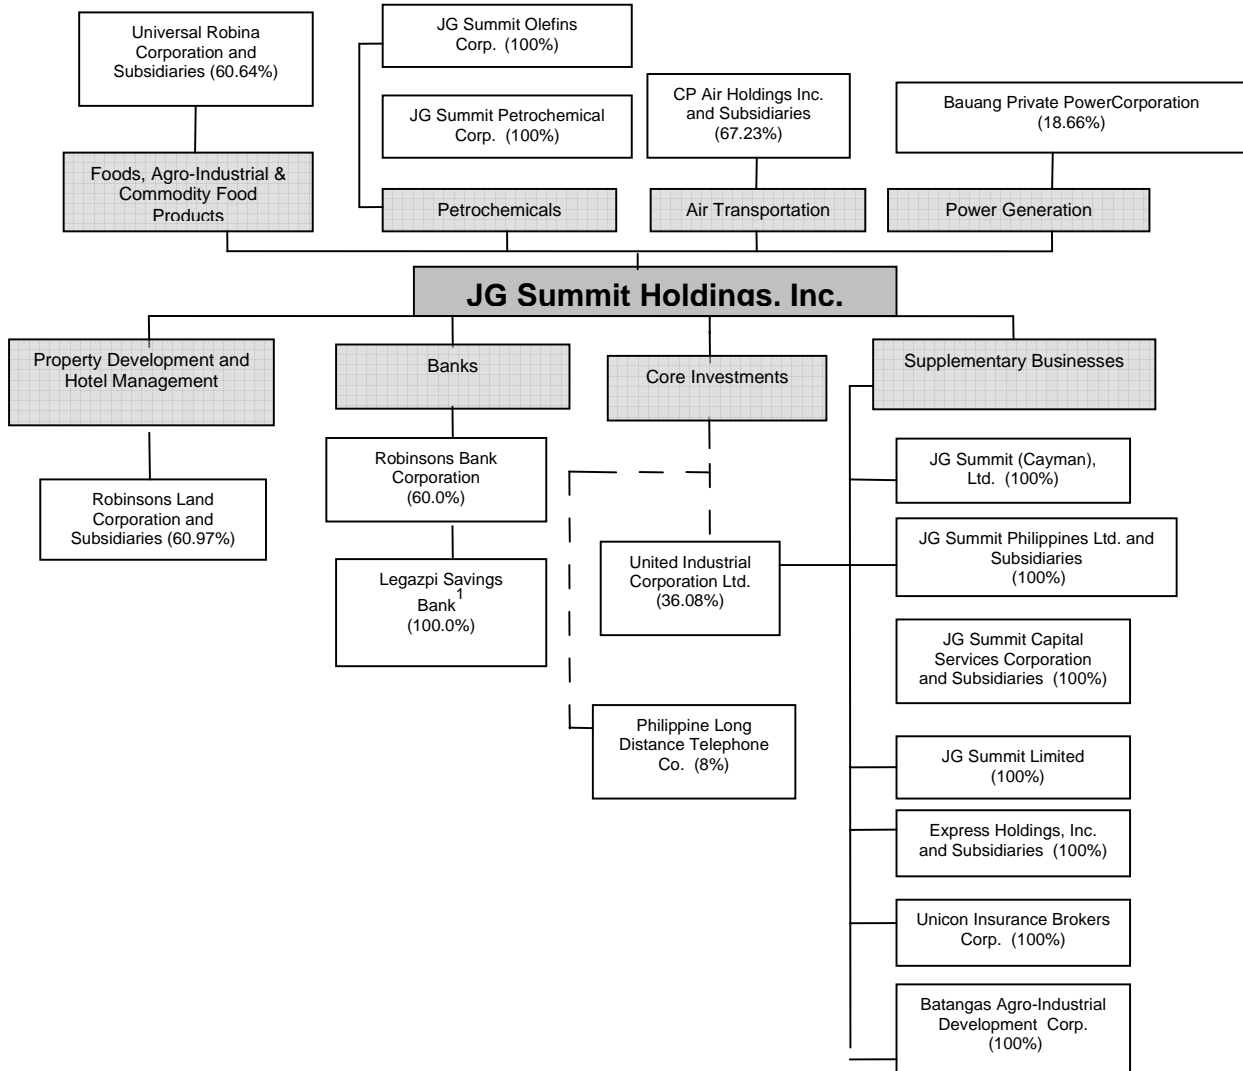 Universal Robina
Corporation and
Subsidiaries (60.64%)
JG Summit Olefins
Corp. (100%)
JG Summit Petrochemical
Corp. (100%)
CP Air Holdings Inc.
and Subsidiaries
(67.23%)
Bauang Private PowerCorporation
(18.66%)
Foods, Agro-Industrial &
Commodity Food
Products
Petrochemicals
Air Transportation
Power Generation
JG Summit Holdings, Inc.
Property Development and
Hotel Management
Banks
Core Investments
Supplementary Businesses
Robinsons Land
Corporation and
Subsidiaries (60.97%)
Robinsons Bank
Corporation
(60.0%)
Legazpi Savings
Bank1
(100.0%)
United Industrial
Corporation Ltd.
(36.08%)
Philippine Long
Distance Telephone
Co. (8%)
JG Summit (Cayman),
Ltd. (100%)
JG Summit Philippines Ltd. and
Subsidiaries
(100%)
JG Summit Capital
Services Corporation
and Subsidiaries (100%)
JG Summit Limited
(100%)
Express Holdings, Inc.
and Subsidiaries (100%)
Unicon Insurance Brokers
Corp. (100%)
Batangas Agro-Industrial
Development Corp.
(100%)